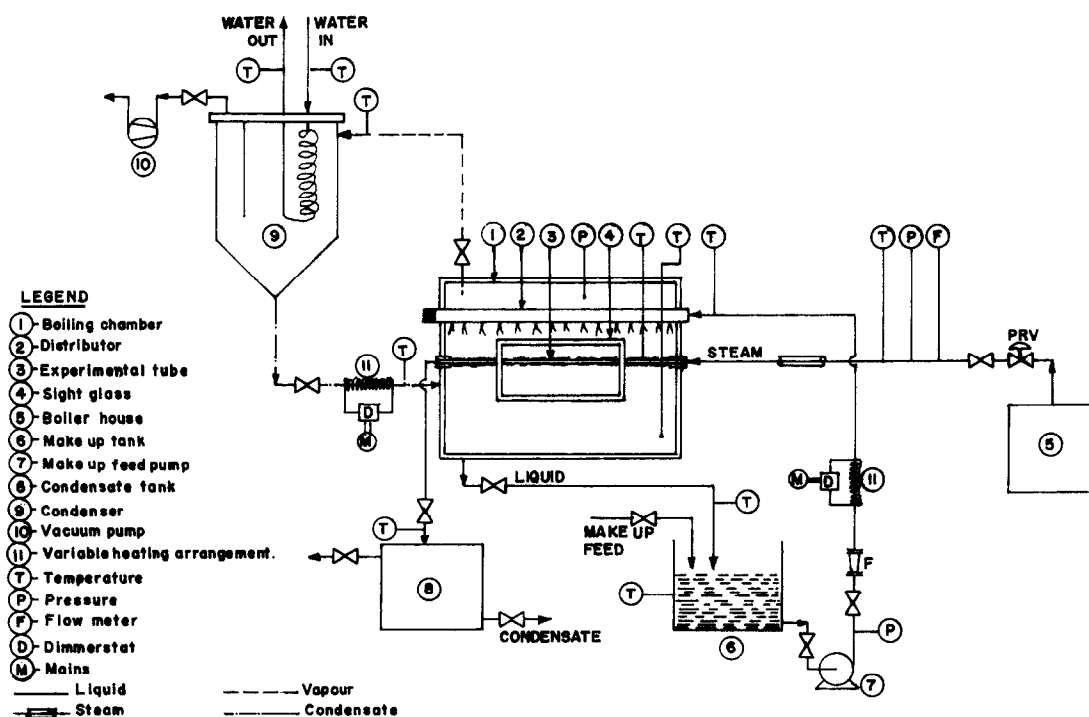 WATER WATER
OUT IN
T T
T
10
9
1 2 3 P 4 T T T T P F
PRV
STEAM
LEGEND
1 - Boiling chamber
2 - Distributor
3 - Experimental tube
4 - Sight glass
5 - Boiler house
6 - Make up tank
7 - Make up feed pump
8 - Condensate tank
9 - Condenser
10 - Vacuum pump
11 - Variable heating arrangement.
T - Temperature
P - Pressure
F - Flow meter
D - Dimmerstat
M - Mains
Liquid Vapour
Steam Condensate
11 T
D
M
5
LIQUID
M D 11
T
T
MAKE UP
FEED
F
8
T
CONDENSATE
6
P
7